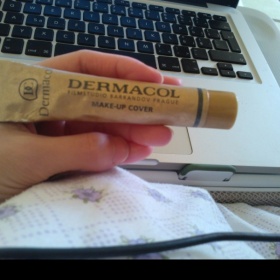 DERMACOL
FILMSTUDIO BARRANDOV PRAGUE
MAKE-UP COVER
Dermacol